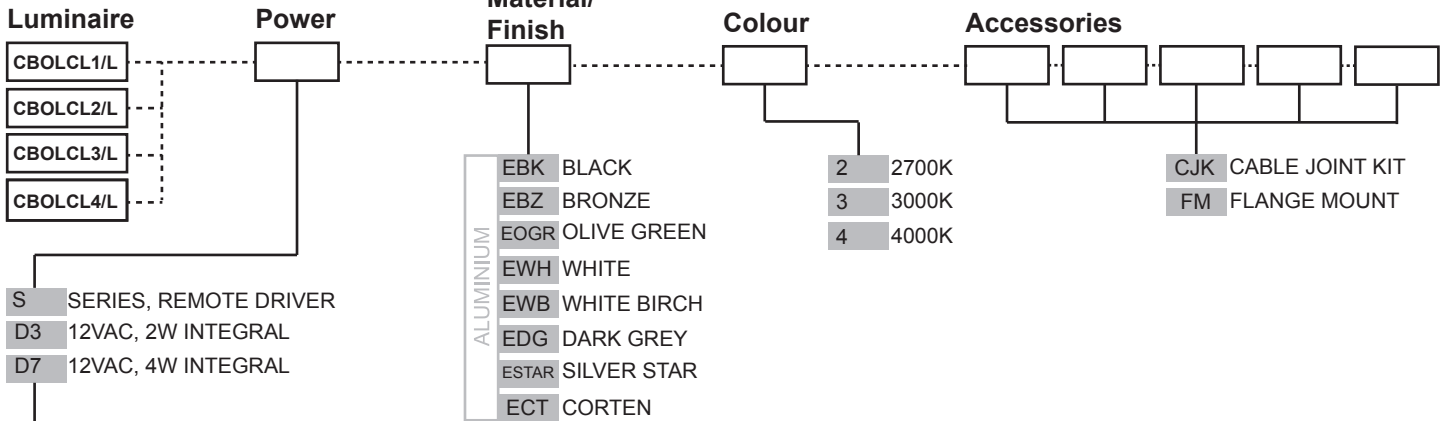 Luminaire
Power
Material/
Finish
Colour
Accessories
CBOLCL1/L
CBOLCL2/L
CBOLCL3/L
CBOLCL4/L
S SERIES, REMOTE DRIVER
D3 12VAC, 2W INTEGRAL
D7 12VAC, 4W INTEGRAL
ALUMINIUM
EBK BLACK
EBZ BRONZE
EOGR OLIVE GREEN
EWH WHITE
EWB WHITE BIRCH
EDG DARK GREY
ESTAR SILVER STAR
ECT CORTEN
2 2700K
3 3000K
4 4000K
CJK CABLE JOINT KIT
FM FLANGE MOUNT